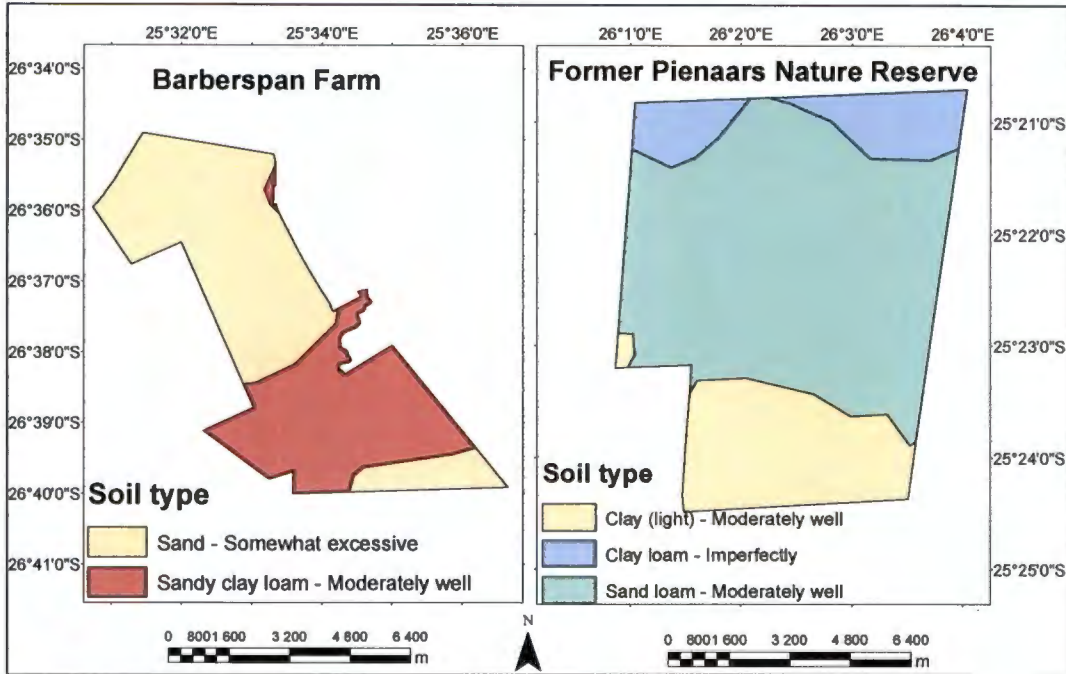 25°32'0"E 25°34'0"E 25°36'0"E
26°34'0"S
26°35'0"S
26°36'0"S
26°37'0"S
26°38'0"S
26°39'0"S
26°40'0"S
26°41'0"S
Barberspan Farm
Soil type
Sand - Somewhat excessive
Sandy clay loam - Moderately well
0 8001 600 3 200 4 800 6 400
m
N
26°1'0"E 26°2'0"E 26°3'0"E 26°4'0"E
Former Pienaars Nature Reserve
25°21'0"S
25°22'0"S
25°23'0"S
25°24'0"S
25°25'0"S
Soil type
Clay (light) - Moderately well
Clay loam - Imperfectly
Sand loam - Moderately well
0 8001 600 3 200 4 800 6 400
m